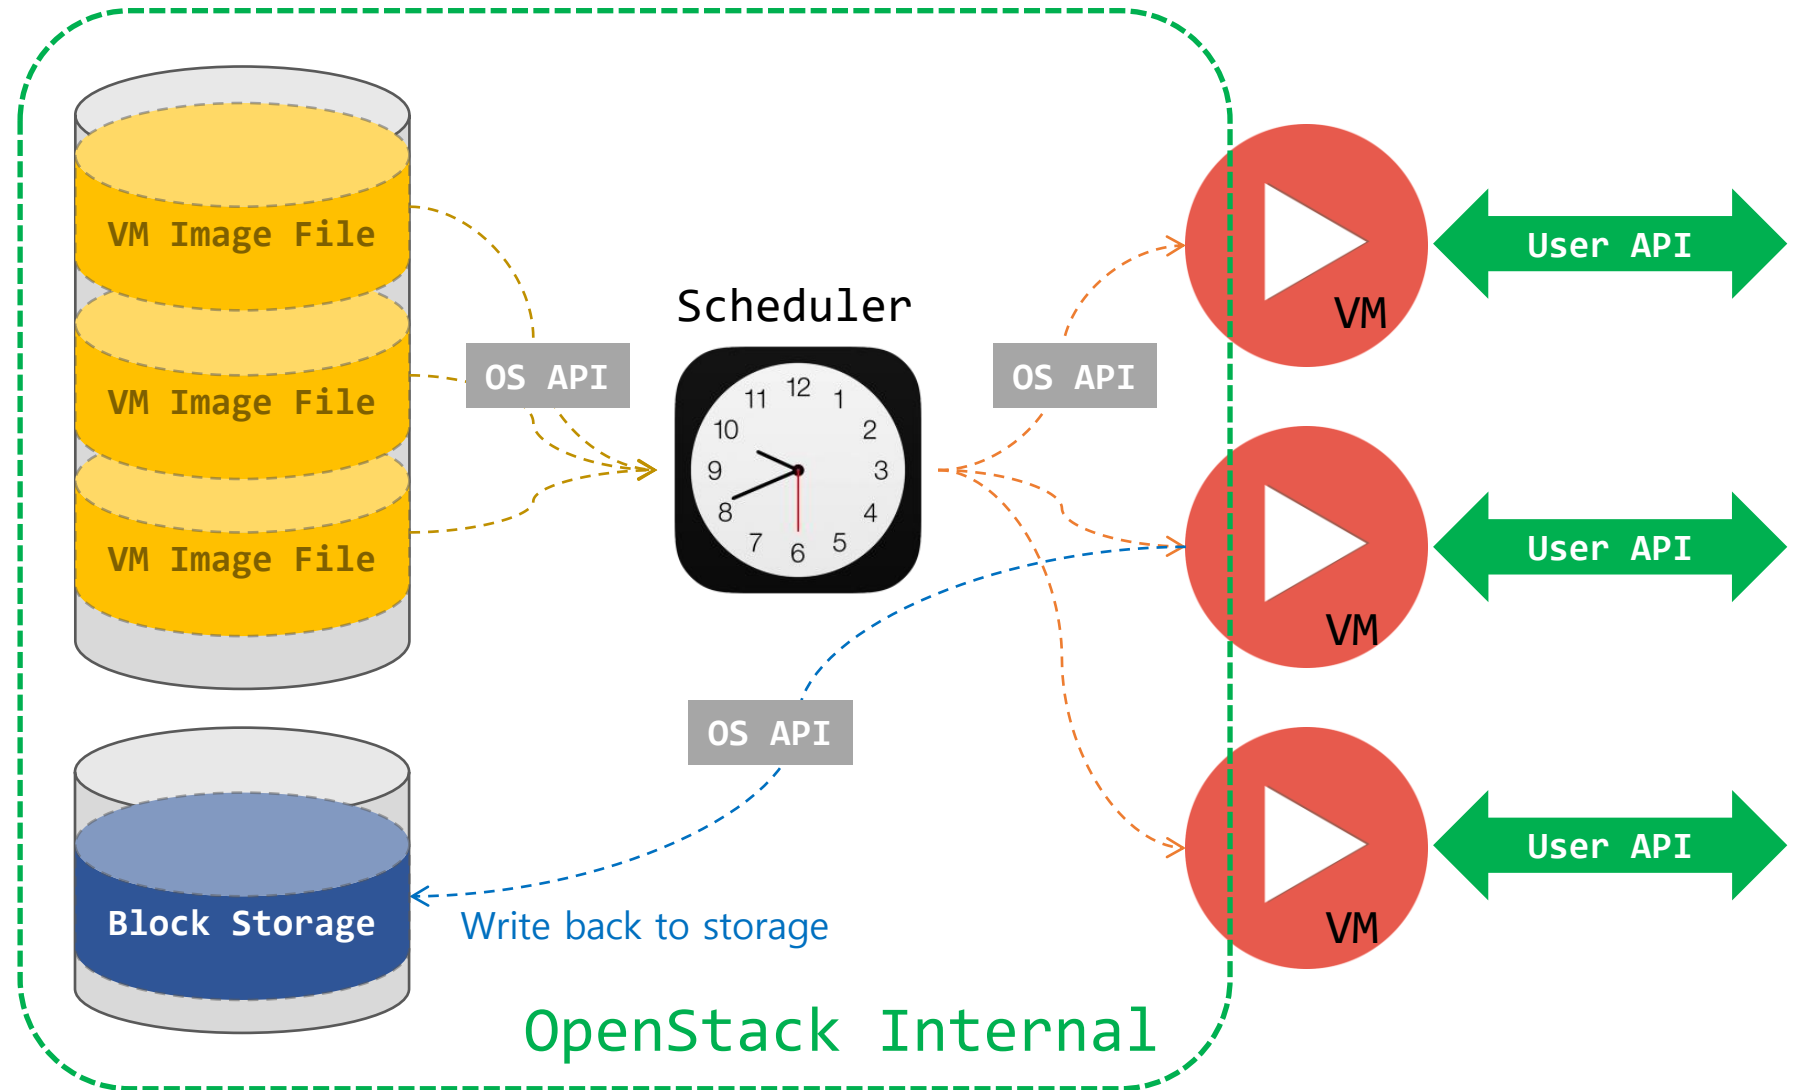 VM Image File
VM Image File
VM Image File
OS API
Scheduler
12
1
2
3
4
5
6
7
8
9
10
11
OS API
VM
User API
VM
User API
VM
User API
OS API
Block Storage
Write back to storage
OpenStack Internal